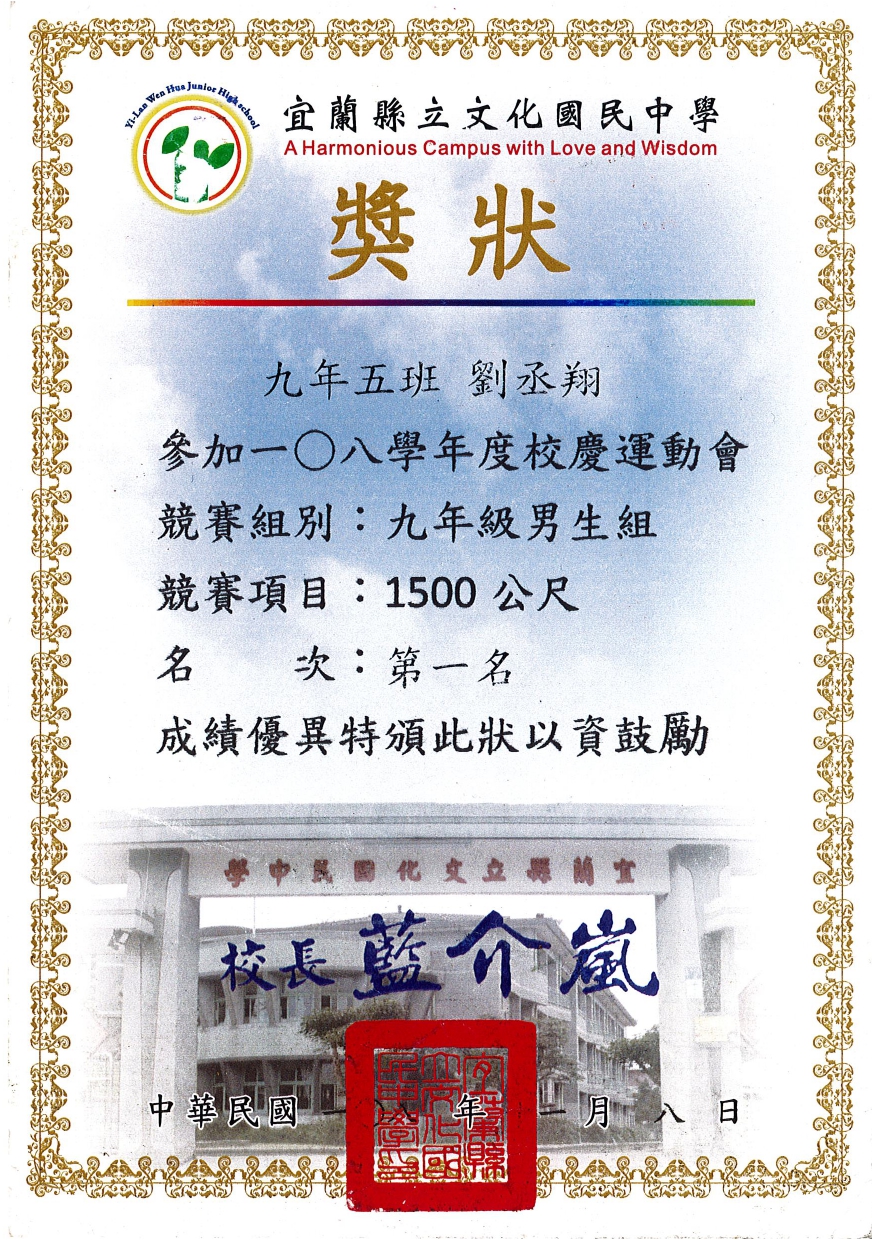 Yi-Lan Wen Hua Junior High school
宜蘭縣立文化國民中學
A Harmonious Campus with Love and Wisdom
獎狀
九年五班 劉丞翔
參加一〇八學年度校慶運動會
競賽組別：九年級男生組
競賽項目：1500 公尺
名　　次：第一名
成績優異特頒此狀以資鼓勵
學中民國化文立縣蘭宜
校長 藍介嵐
中華民國一〇 年 一月 八 日